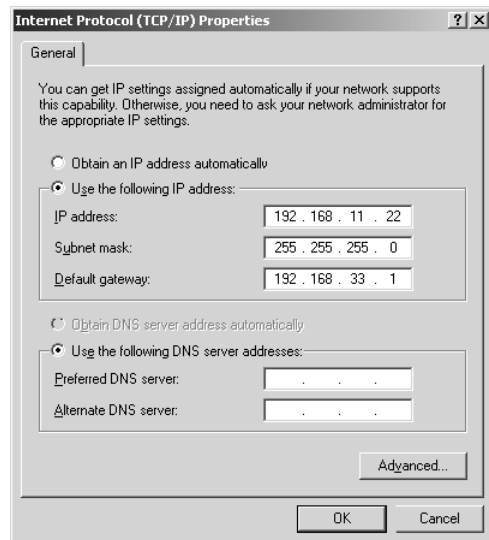 Internet Protocol (TCP/IP) Properties ? X
General
You can get IP settings assigned automatically if your network supports
this capability. Otherwise, you need to ask your network administrator for
the appropriate IP settings.
Obtain an IP address automatically
Use the following IP address:
IP address: 192 . 168 . 11 . 22
Subnet mask: 255 . 255 . 255 . 0
Default gateway: 192 . 168 . 33 . 1
Obtain DNS server address automatically
Use the following DNS server addresses:
Preferred DNS server: . . .
Alternate DNS server: . . .
Advanced...
OK Cancel